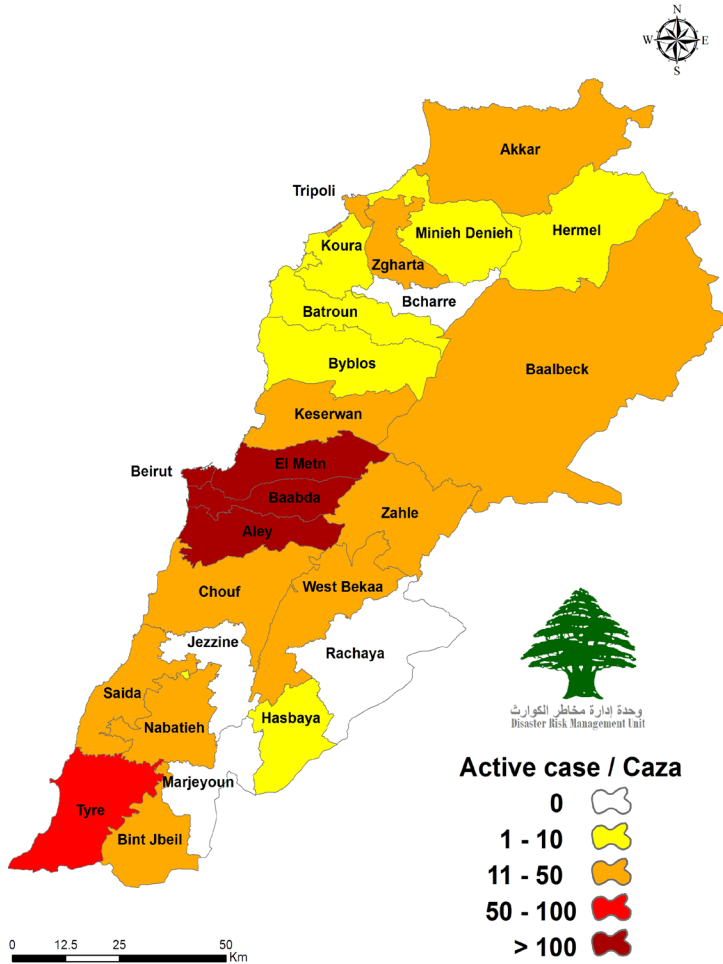 N
W
E
S
Akkar
Tripoli
Minieh Denieh
Hermel
Koura
Zgharta
Bcharre
Batroun
Byblos
Baalbeck
Keserwan
El Metn
Beirut
Baabda
Zahle
Aley
Chouf
West Bekaa
Jezzine
Rachaya
Saida
Hasbaya
Nabatieh
Marjeyoun
Tyre
Bint Jbeil
وحدة إدارة مخاطر الكوارث
Disaster Risk Management Unit
Active case / Caza
0
1 - 10
11 - 50
50 - 100
> 100
0 12.5 25 50
Km